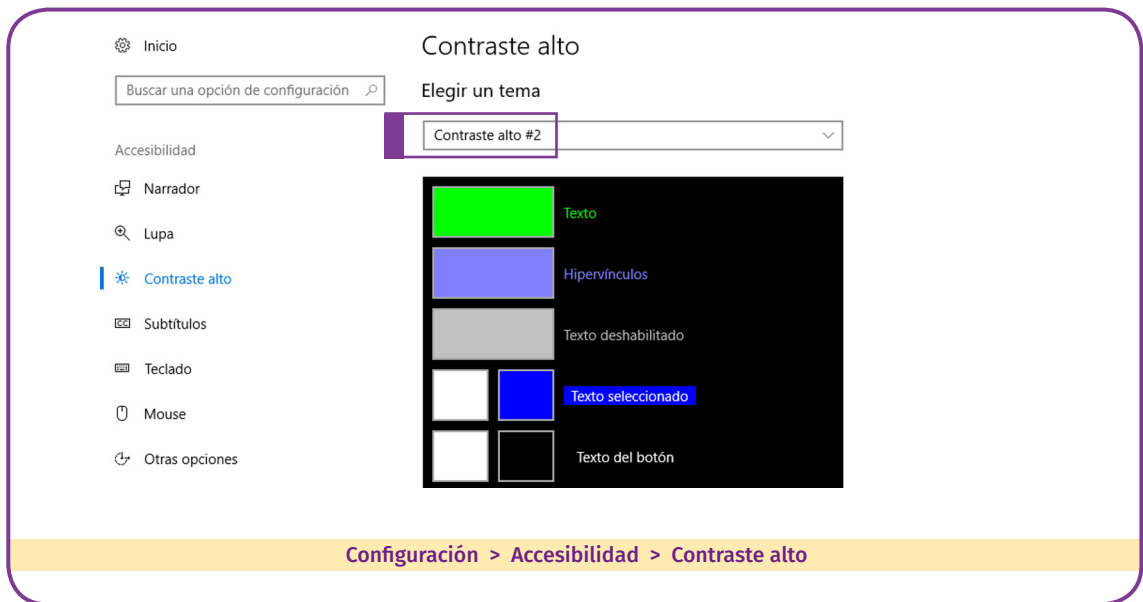 Inicio
Buscar una opción de configuración
Accesibilidad
Narrador
Lupa
Contraste alto
Subtítulos
Teclado
Mouse
Otras opciones
Contraste alto
Elegir un tema
Contraste alto #2
Texto
Hipervínculos
Texto deshabilitado
Texto seleccionado
Texto del botón
Configuración > Accesibilidad > Contraste alto